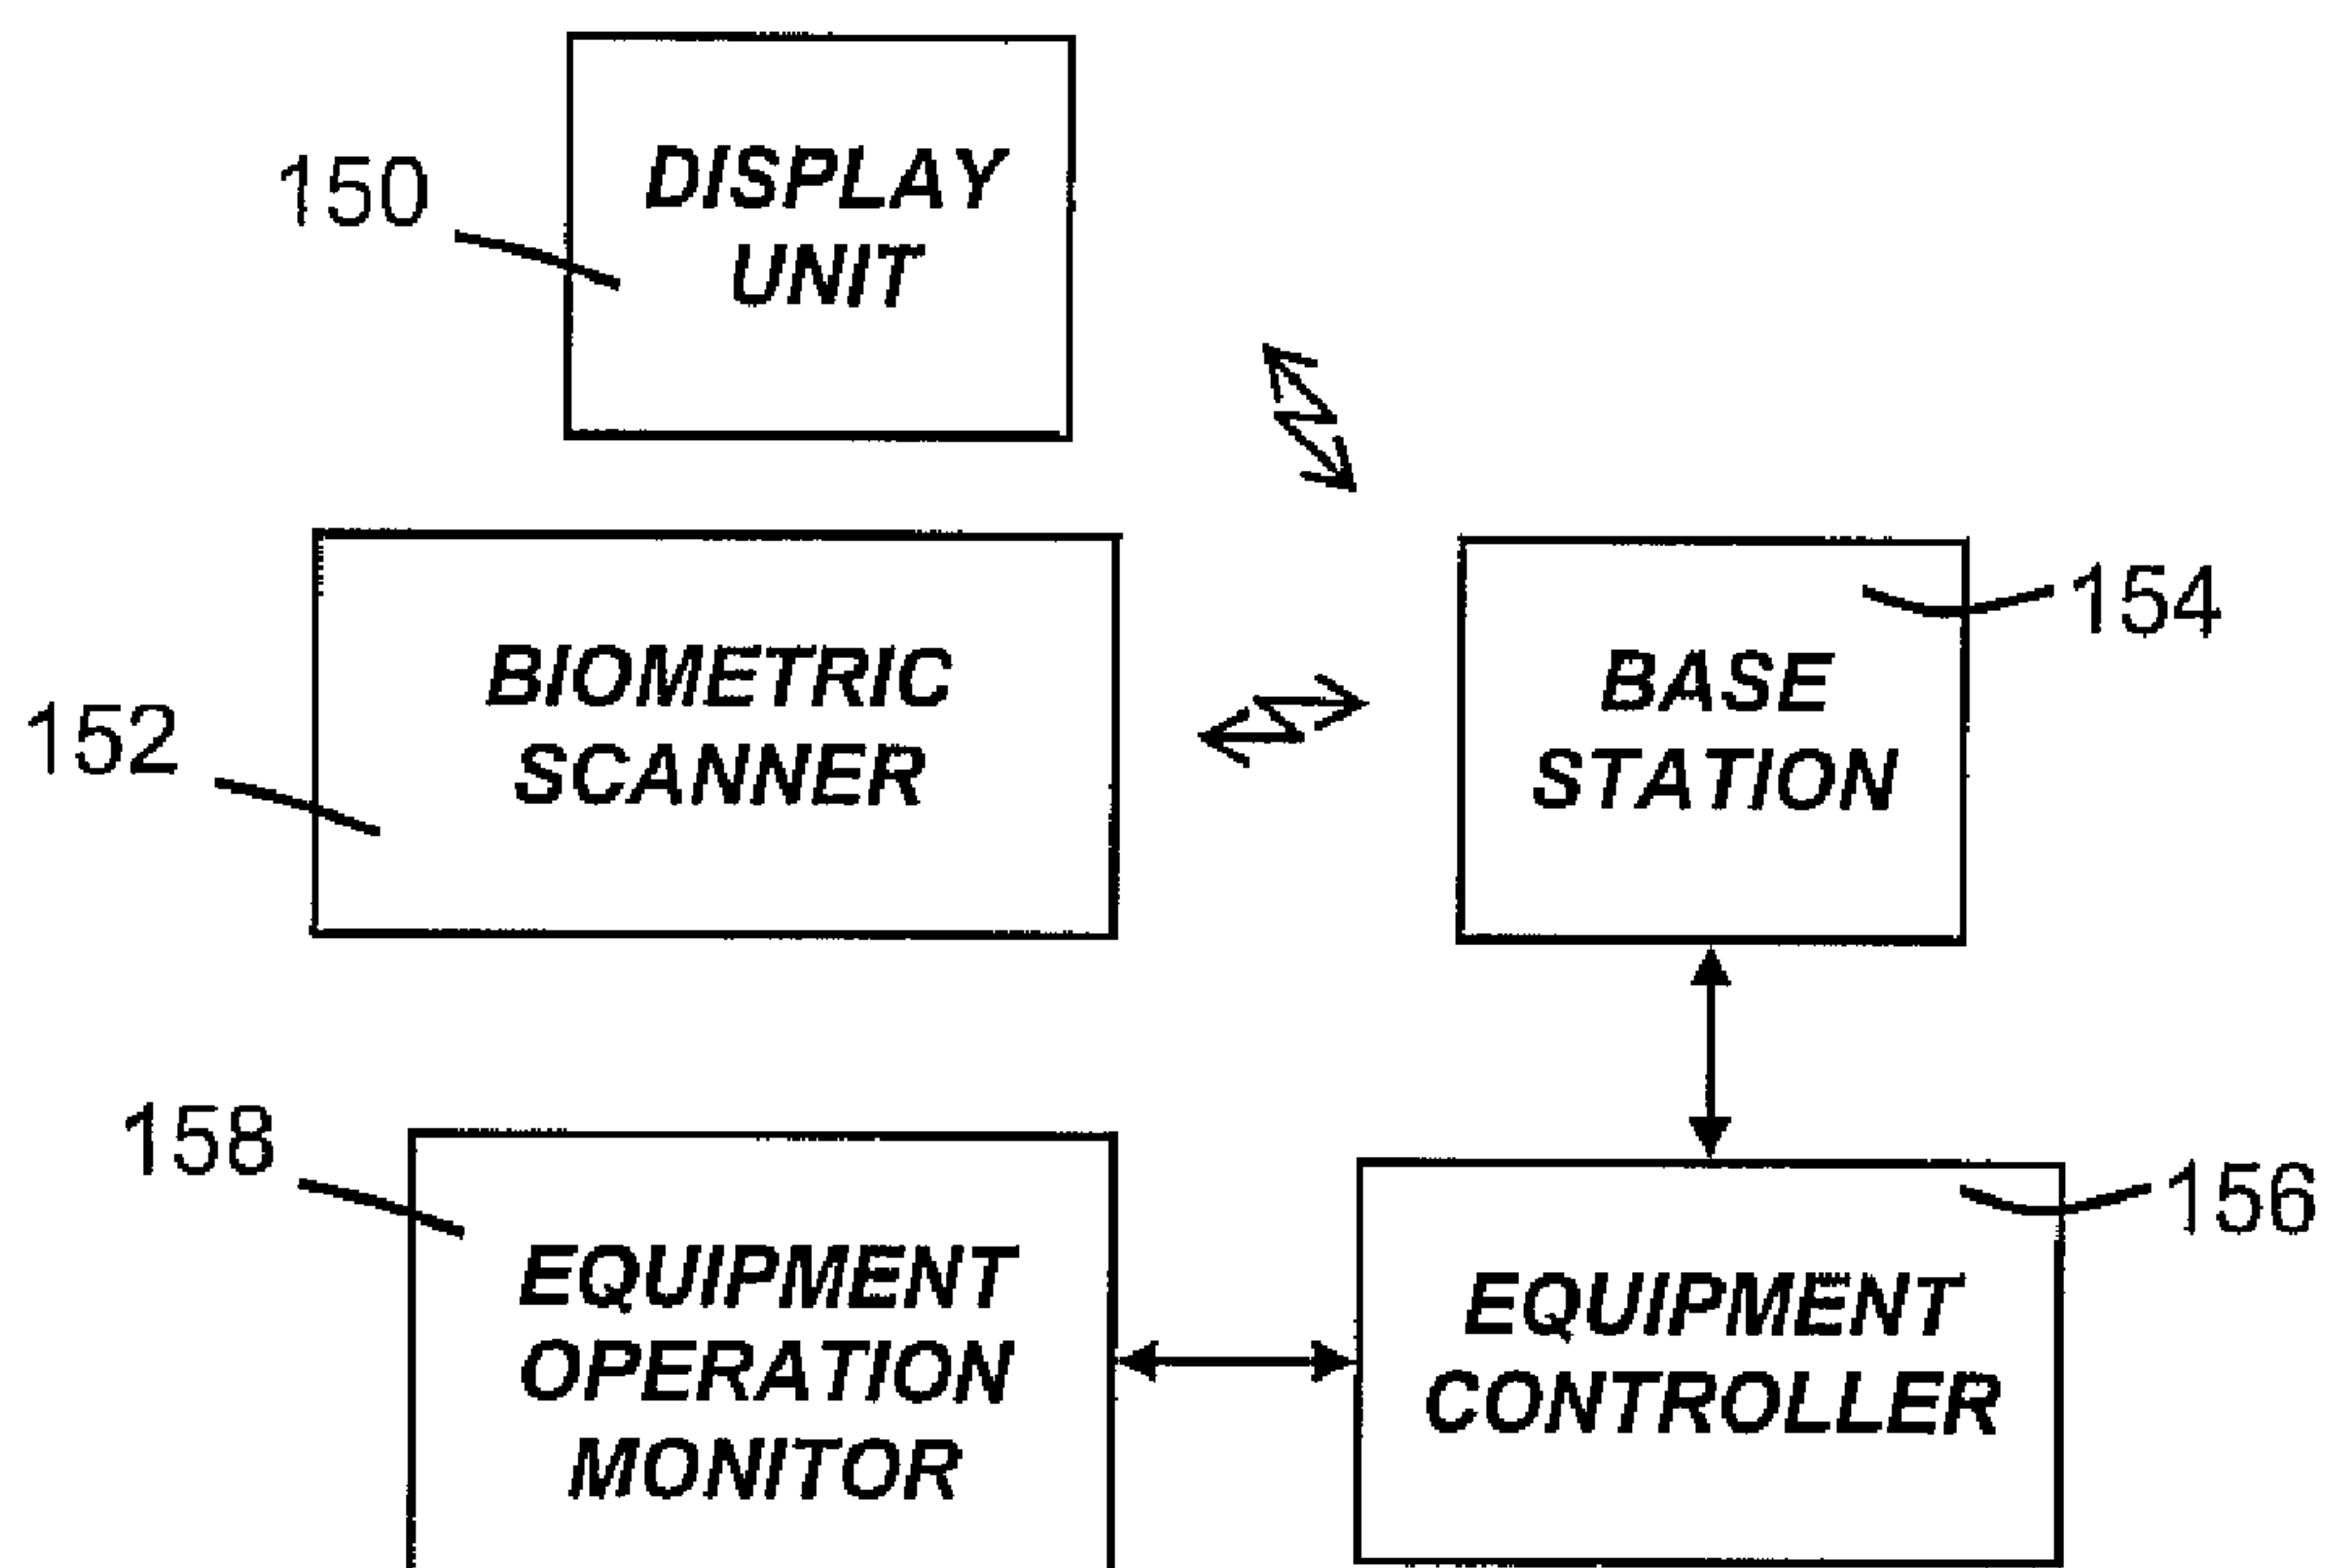 150
DISPLAY
UNIT
154
BIOMETRIC
SCANNER
BASE
STATION
152
158
156
EQUIPMENT
OPERATION
MONITOR
EQUIPMENT
CONTROLLER